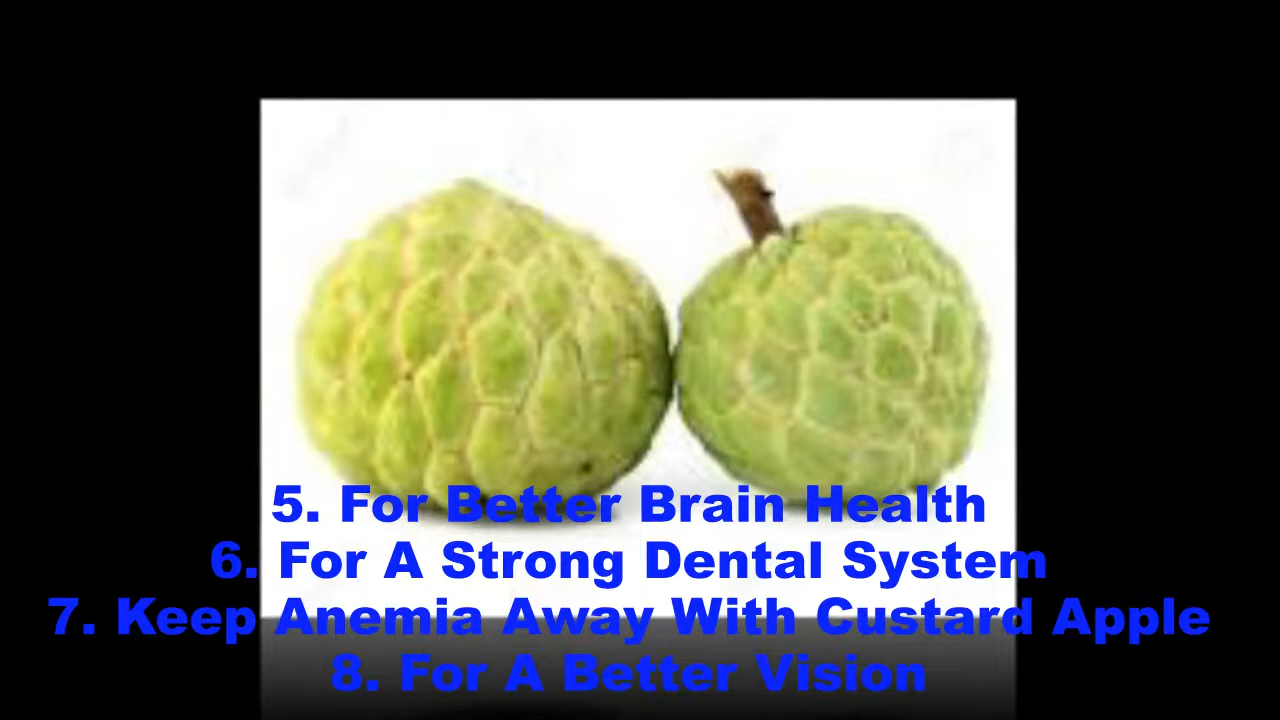 5. For Better Brain Health
6. For A Strong Dental System
7. Keep Anemia Away With Custard Apple
8. For A Better Vision